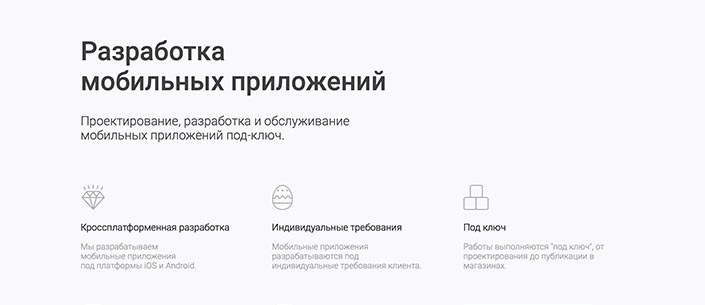 Разработка
мобильных приложений
Проектирование, разработка и обслуживание
мобильных приложений под-ключ.
Кроссплатформенная разработка
Мы разрабатываем
мобильные приложения
под платформы iOS и Android.
Индивидуальные требования
Мобильные приложения
разрабатываются под
индивидуальные требования клиента.
Под ключ
Работы выполняются "под ключ", от
проектирования до публикации в
магазинах.